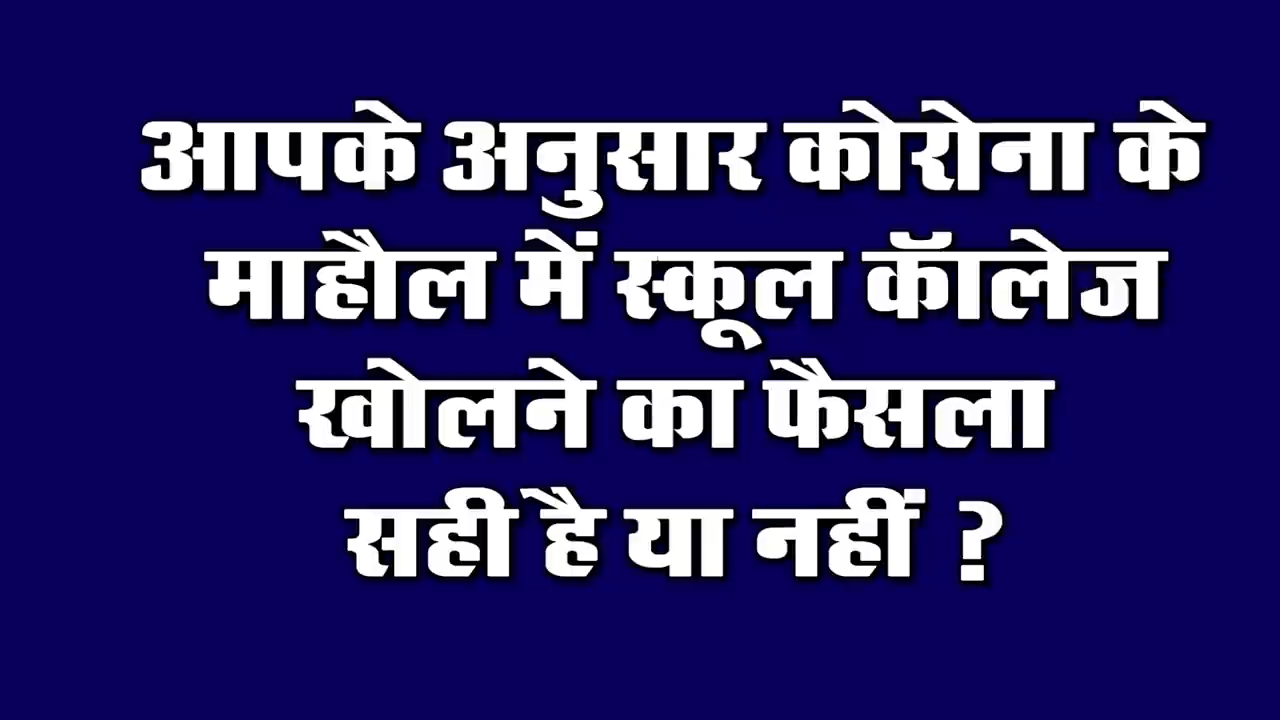 आपके अनुसार कोरोना के
माहौल में स्कूल कॉलेज
खोलने का फैसला
सही है या नहीं ?